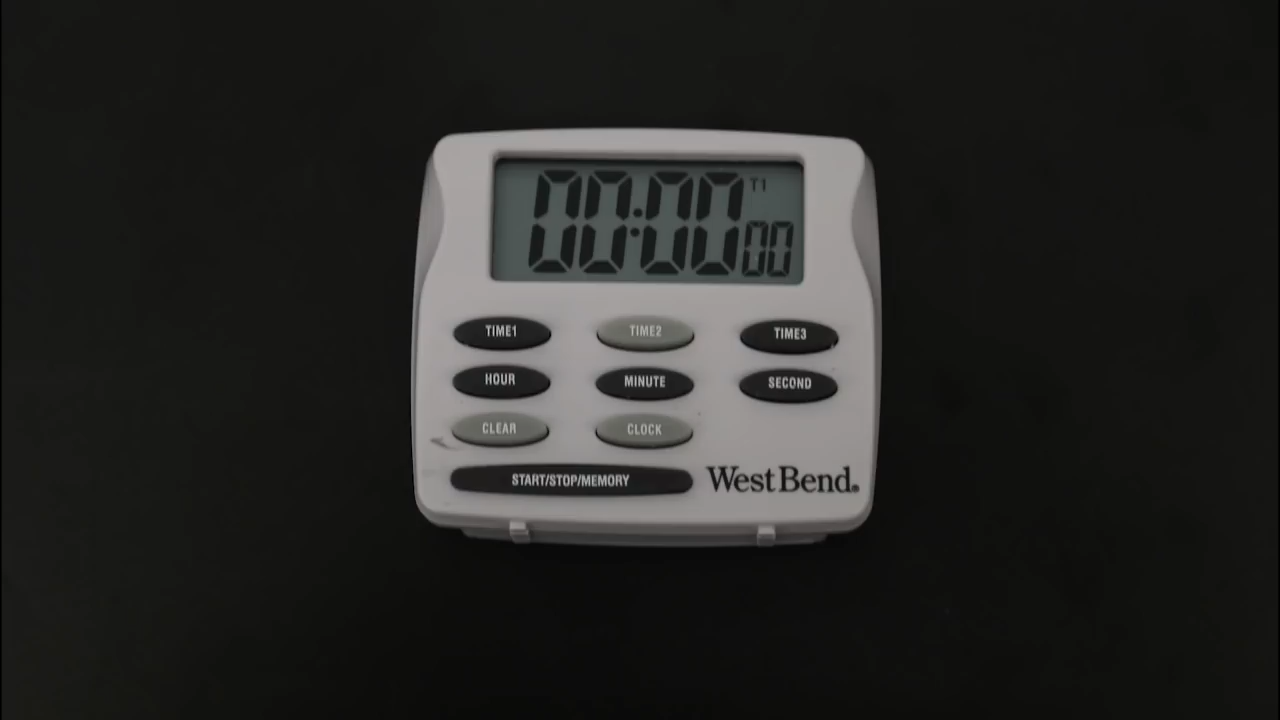 00:00 00 T1
TIME1 TIME2 TIME3
HOUR MINUTE SECOND
CLEAR CLOCK
START/STOP/MEMORY
West Bend®